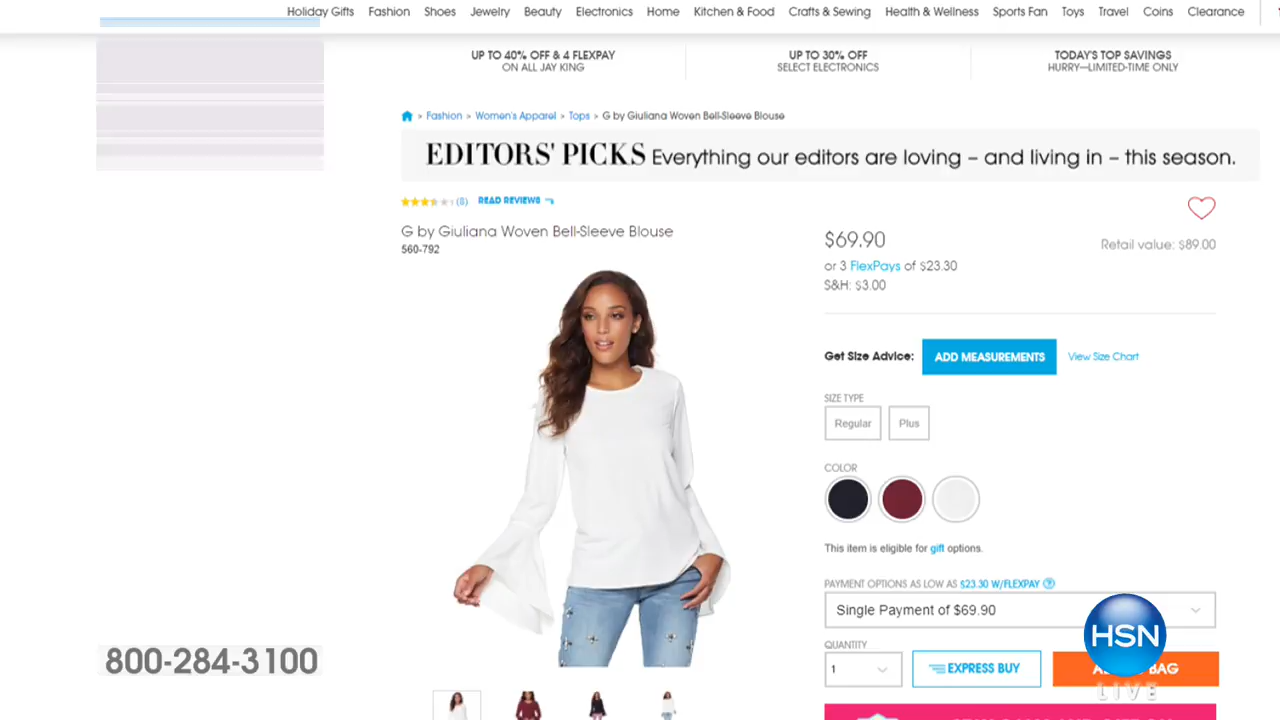 Holiday Gifts Fashion Shoes Jewelry Beauty Electronics Home Kitchen & Food Crafts & Sewing Health & Wellness Sports Fan Toys Travel Coins Clearance
UP TO 40% OFF & 4 FLEXPAY
ON ALL JAY KING
UP TO 30% OFF
SELECT ELECTRONICS
TODAY'S TOP SAVINGS
HURRY—LIMITED-TIME ONLY
> Fashion > Women's Apparel > Tops > G by Giuliana Woven Bell-Sleeve Blouse
EDITORS' PICKS Everything our editors are loving – and living in – this season.
(8) READ REVIEWS
G by Giuliana Woven Bell-Sleeve Blouse
560-792
$69.90
Retail value: $89.00
or 3 FlexPays of $23.30
S&H: $3.00
Get Size Advice: ADD MEASUREMENTS View Size Chart
SIZE TYPE
Regular Plus
COLOR
This item is eligible for gift options.
PAYMENT OPTIONS AS LOW AS $23.30 W/FLEXPAY ?
Single Payment of $69.90
QUANTITY
1 EXPRESS BUY BAG
HSN
LIVE
800-284-3100